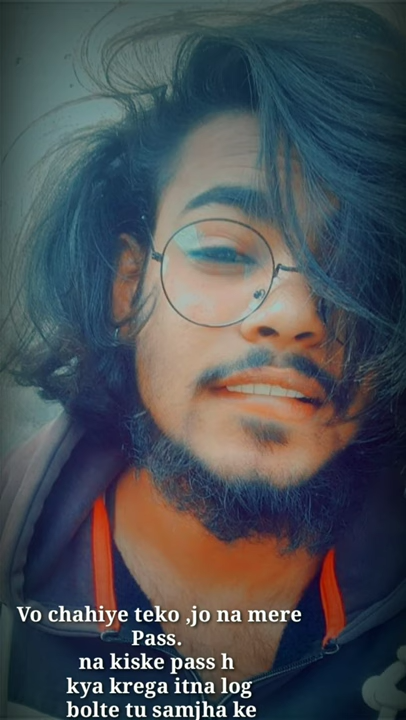 Vo chahiye teko ,jo na mere
Pass.
na kiske pass h
kya krega itna log
bolte tu samjha ke